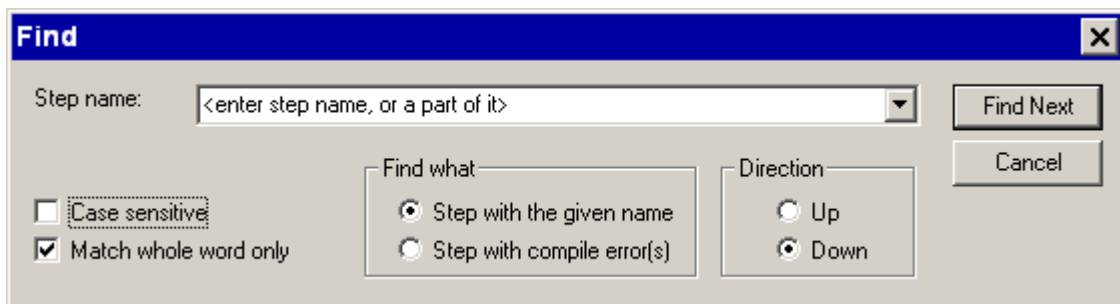 Find
Step name: <enter step name, or a part of it> Find Next
Cancel
Find what Direction
Case sensitive Step with the given name Up
Match whole word only Step with compile error(s) Down